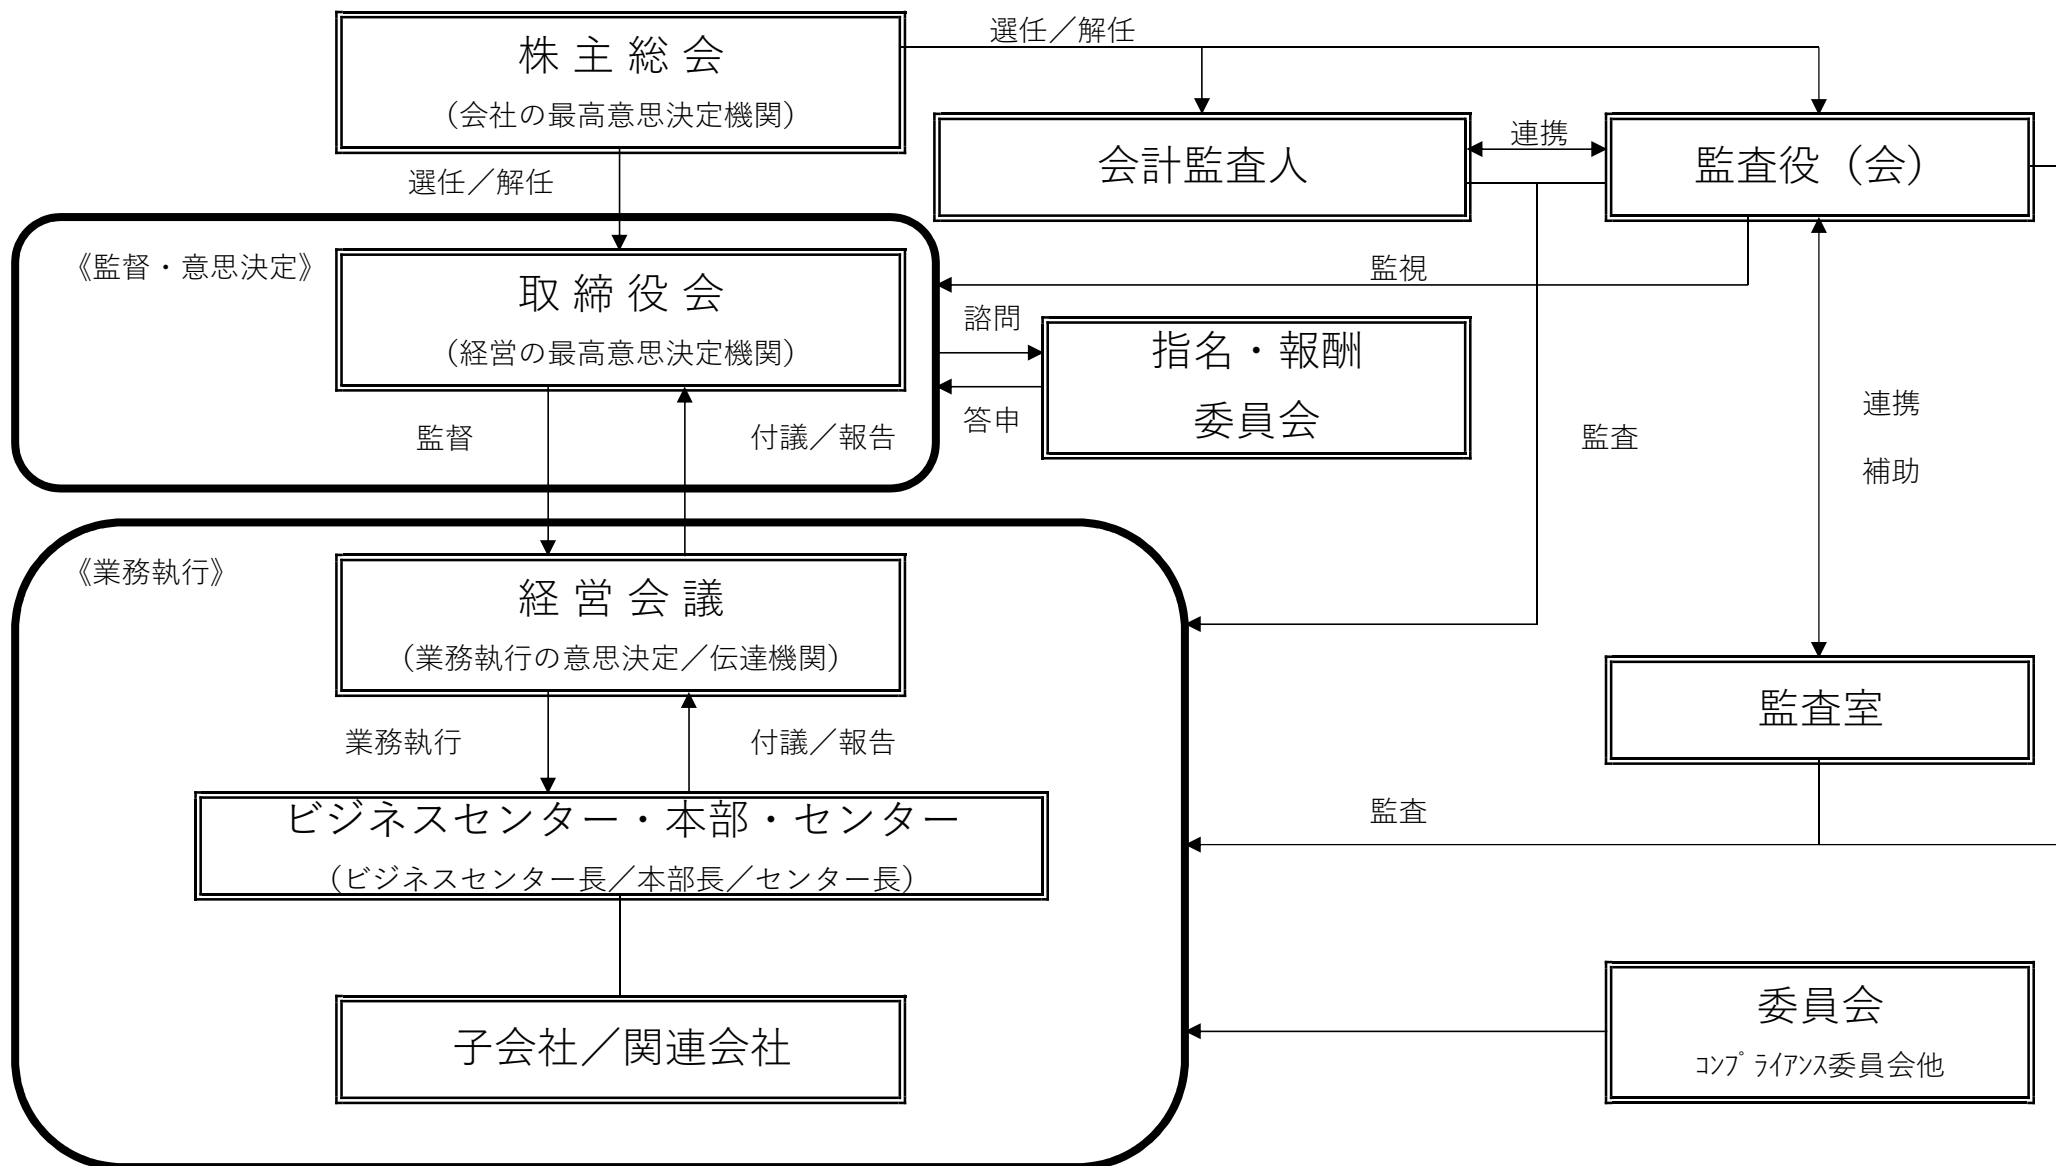 選任／解任
株 主 総 会
（会社の最高意思決定機関）
会計監査人
連携
監査役（会）
選任／解任
《監督・意思決定》
取 締 役 会
（経営の最高意思決定機関）
監視
諮問
指名・報酬
委員会
答申
監督
付議／報告
監査
連携
補助
《業務執行》
経 営 会 議
（業務執行の意思決定／伝達機関）
監査室
業務執行
付議／報告
ビジネスセンター・本部・センター
（ビジネスセンター長／本部長／センター長）
監査
子会社／関連会社
委員会
ｺﾝﾌﾟﾗｲｱﾝｽ委員会他